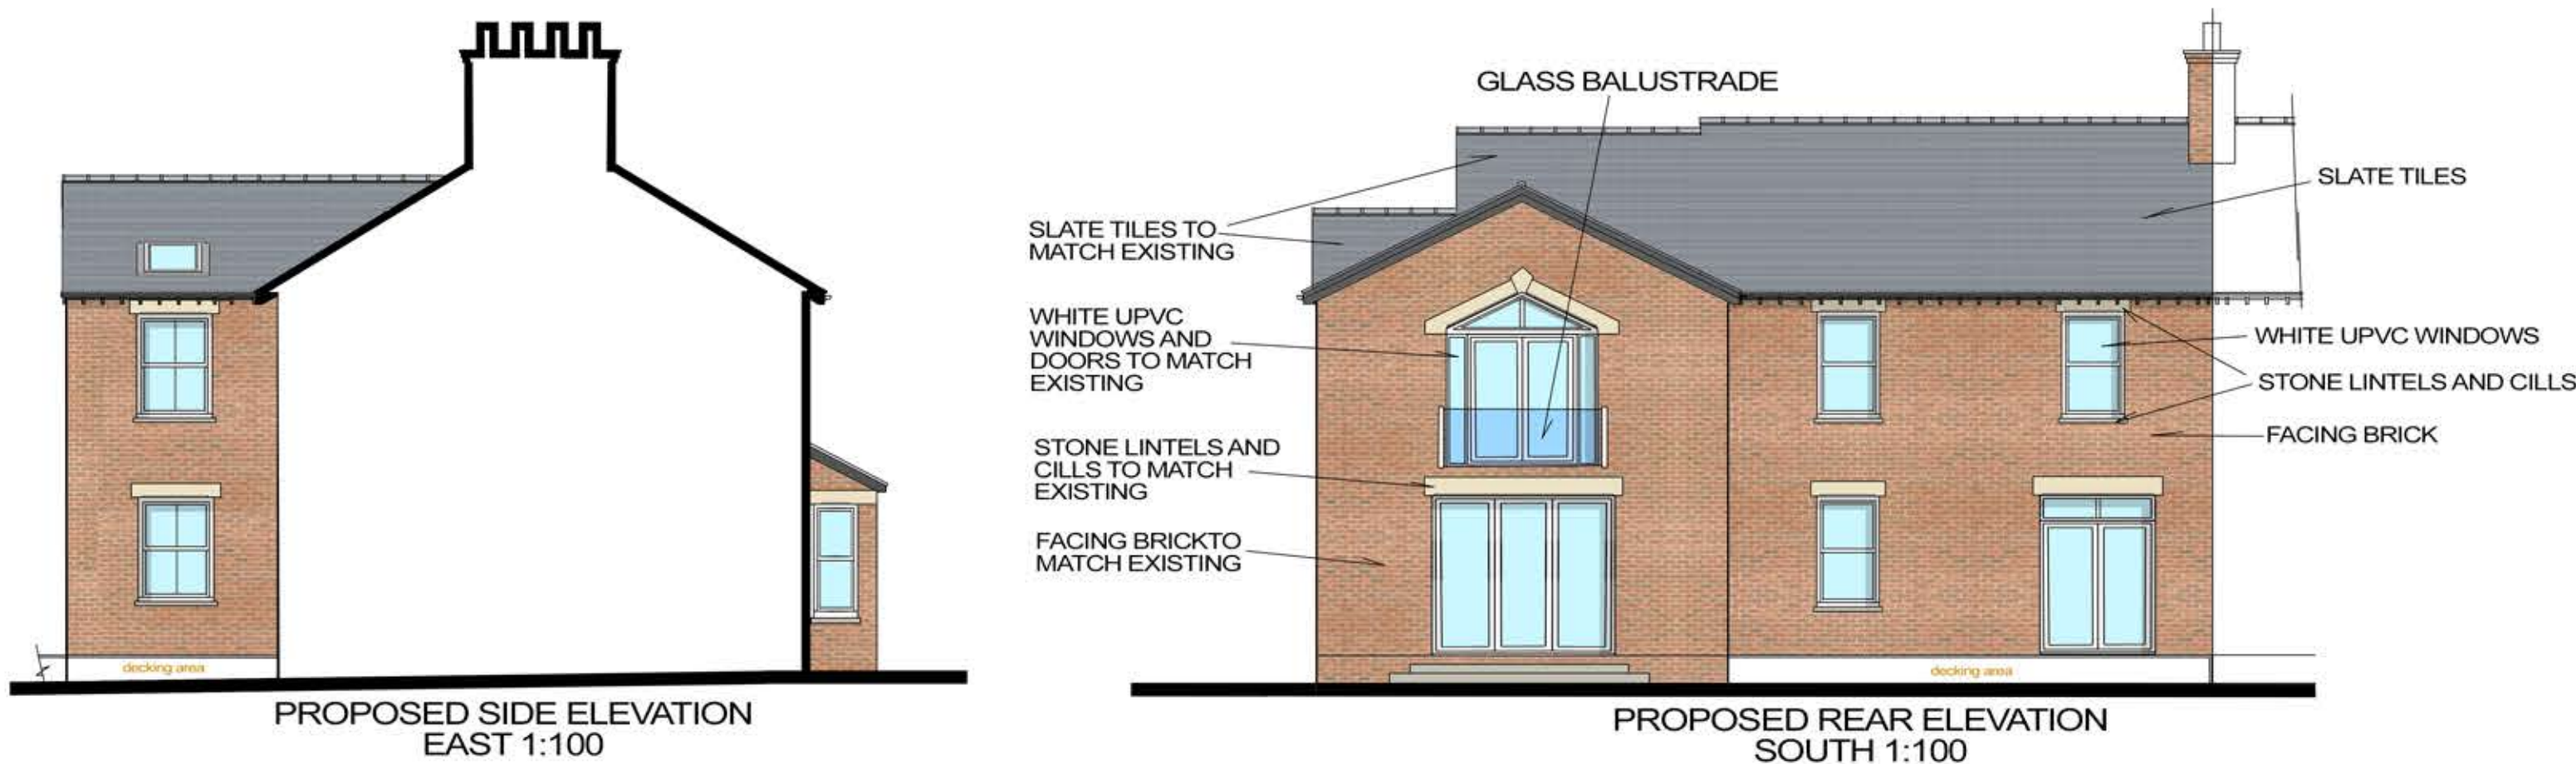 GLASS BALUSTRADE
SLATE TILES TO
MATCH EXISTING
WHITE UPVC
WINDOWS AND
DOORS TO MATCH
EXISTING
STONE LINTELS AND
CILLS TO MATCH
EXISTING
FACING BRICKTO
MATCH EXISTING
SLATE TILES
WHITE UPVC WINDOWS
STONE LINTELS AND CILLS
FACING BRICK
decking area
decking area
PROPOSED SIDE ELEVATION
EAST 1:100
PROPOSED REAR ELEVATION
SOUTH 1:100